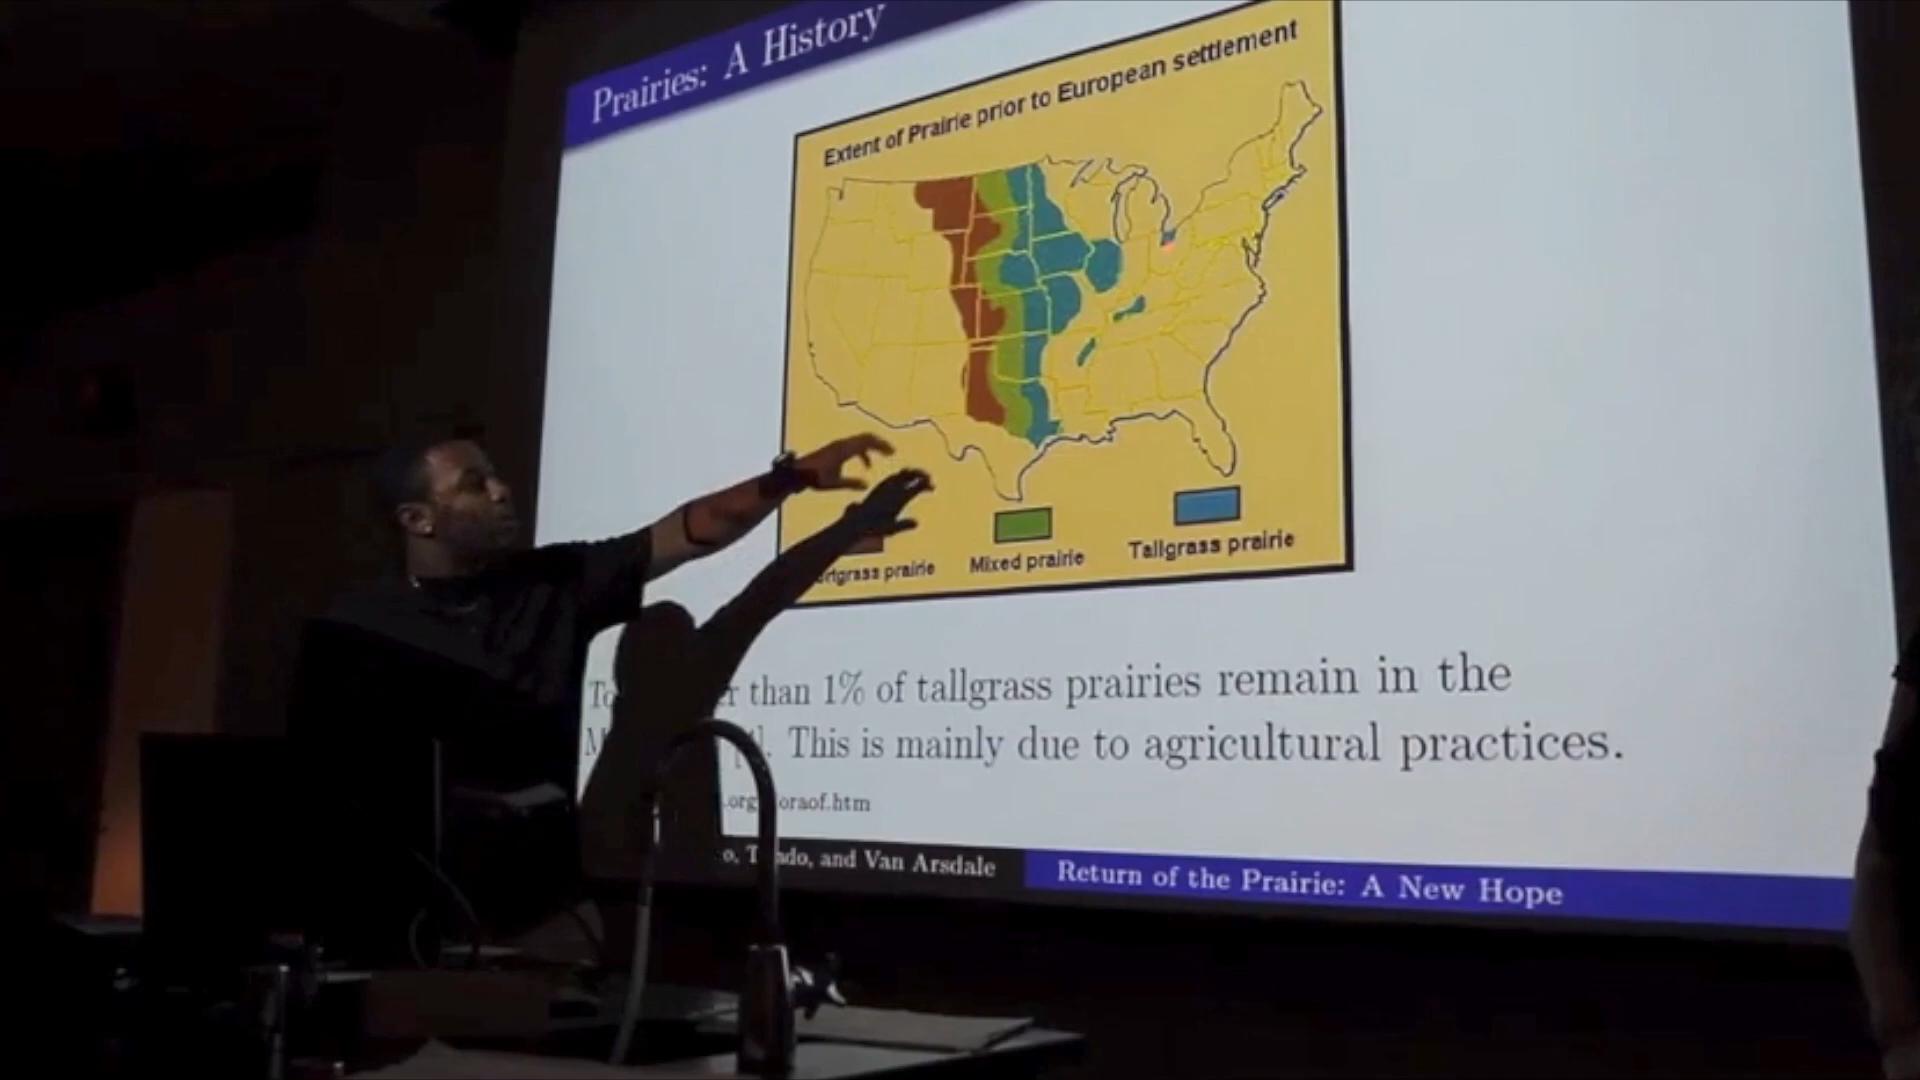 Prairies: A History
Extent of Prairie prior to European settlement
prairie
Mixed prairie
Tallgrass prairie
than 1% of tallgrass prairies remain in the
This is mainly due to agricultural practices.
and Van Arsdale
Return of the Prairie: A New Hope